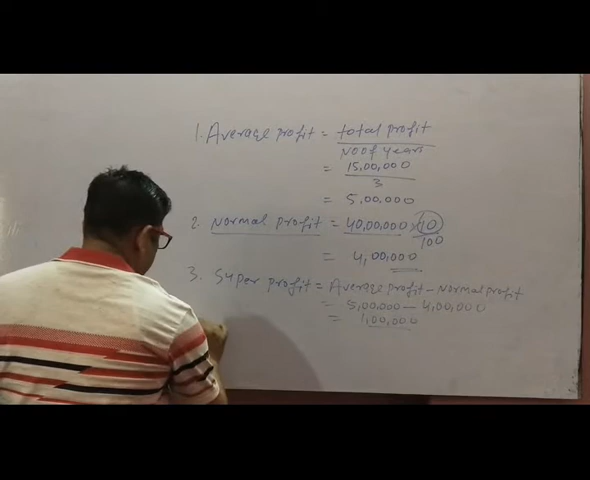 1. Average profit = total profit
No of years
= 15,00,000
3
= 5,00,000
2. Normal profit = 40,00,000 × 10
100
= 4,00,000
3. Super profit = Average profit - Normal profit
= 5,00,000 - 4,00,000
= 1,00,000